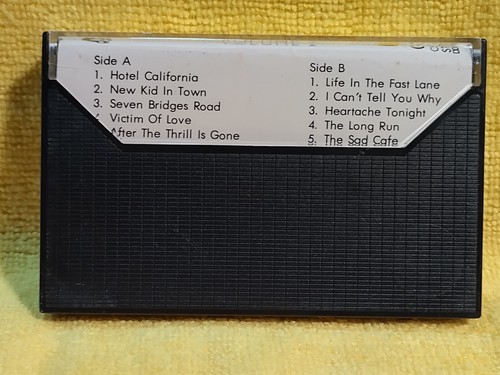 Side A
1. Hotel California
2. New Kid In Town
3. Seven Bridges Road
Victim Of Love
After The Thrill Is Gone
Side B
1. Life In The Fast Lane
2. I Can't Tell You Why
3. Heartache Tonight
4. The Long Run
5. The Sad Cafe